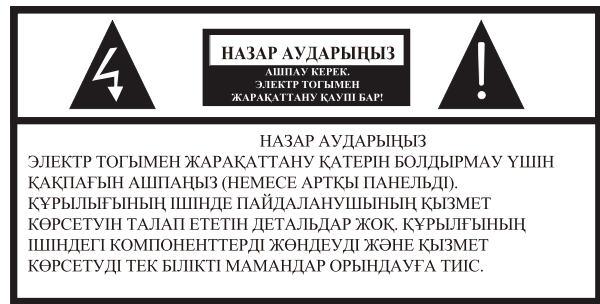 НАЗАР АУДАРЫҢЫЗ
АШПАУ КЕРЕК.
ЭЛЕКТР ТОГЫМЕН
ЖАРАҚАТТАНУ ҚАУПІ БАР!
НАЗАР АУДАРЫҢЫЗ
ЭЛЕКТР ТОГЫМЕН ЖАРАҚАТТАНУ ҚАТЕРІН БОЛДЫРМАУ ҮШІН
ҚАҚПАҒЫН АШПАҢЫЗ (НЕМЕСЕ АРТҚЫ ПАНЕЛЬДІ).
ҚҰРЫЛЫҒЫНЫҢ ІШІНДЕ ПАЙДАЛАНУШЫНЫҢ ҚЫЗМЕТ
КӨРСЕТУІН ТАЛАП ЕТЕТІН ДЕТАЛЬДАР ЖОҚ. ҚҰРЫЛҒЫНЫҢ
ІШІНДЕГІ КОМПОНЕНТТЕРДІ ЖӨНДЕУДІ ЖӘНЕ ҚЫЗМЕТ
КӨРСЕТУДІ ТЕК БІЛІКТІ МАМАНДАР ОРЫНДАУҒА ТИІС.